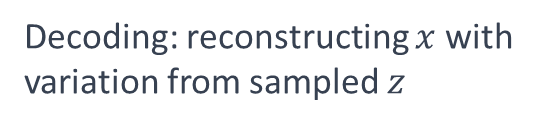 Decoding: reconstructing x with
variation from sampled z